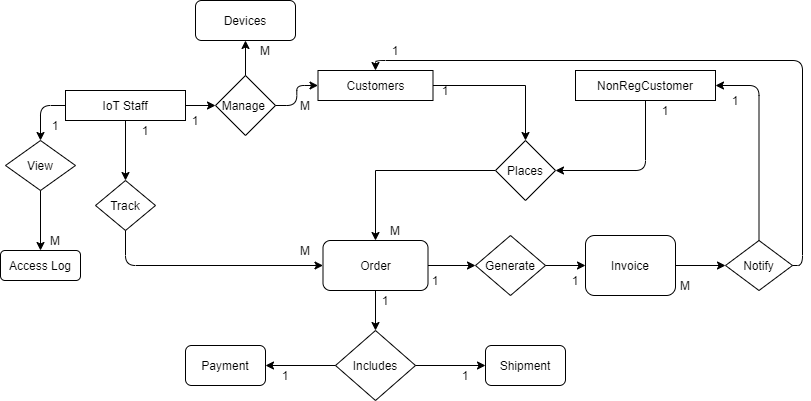 Devices
M
1
IoT Staff
Manage
Customers
NonRegCustomer
1
1
M
1
1
1
1
View
Places
Track
M
M
M
Access Log
Order
Generate
Invoice
Notify
1
1
M
1
Payment
Includes
Shipment
1
1